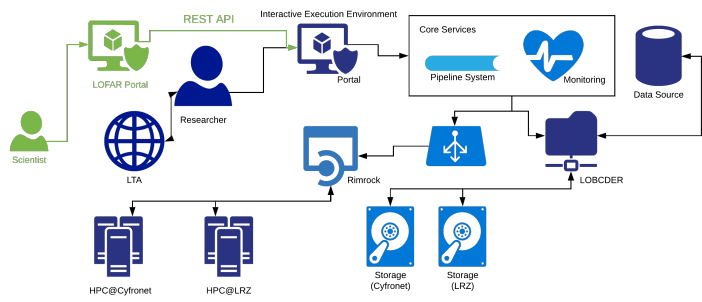 REST API
Interactive Execution Environment
Core Services
LOFAR Portal
Portal
Pipeline System
Monitoring
Data Source
Researcher
Scientist
LTA
Rimrock
LOBCDER
HPC@Cyfronet
HPC@LRZ
Storage
(Cyfronet)
Storage
(LRZ)